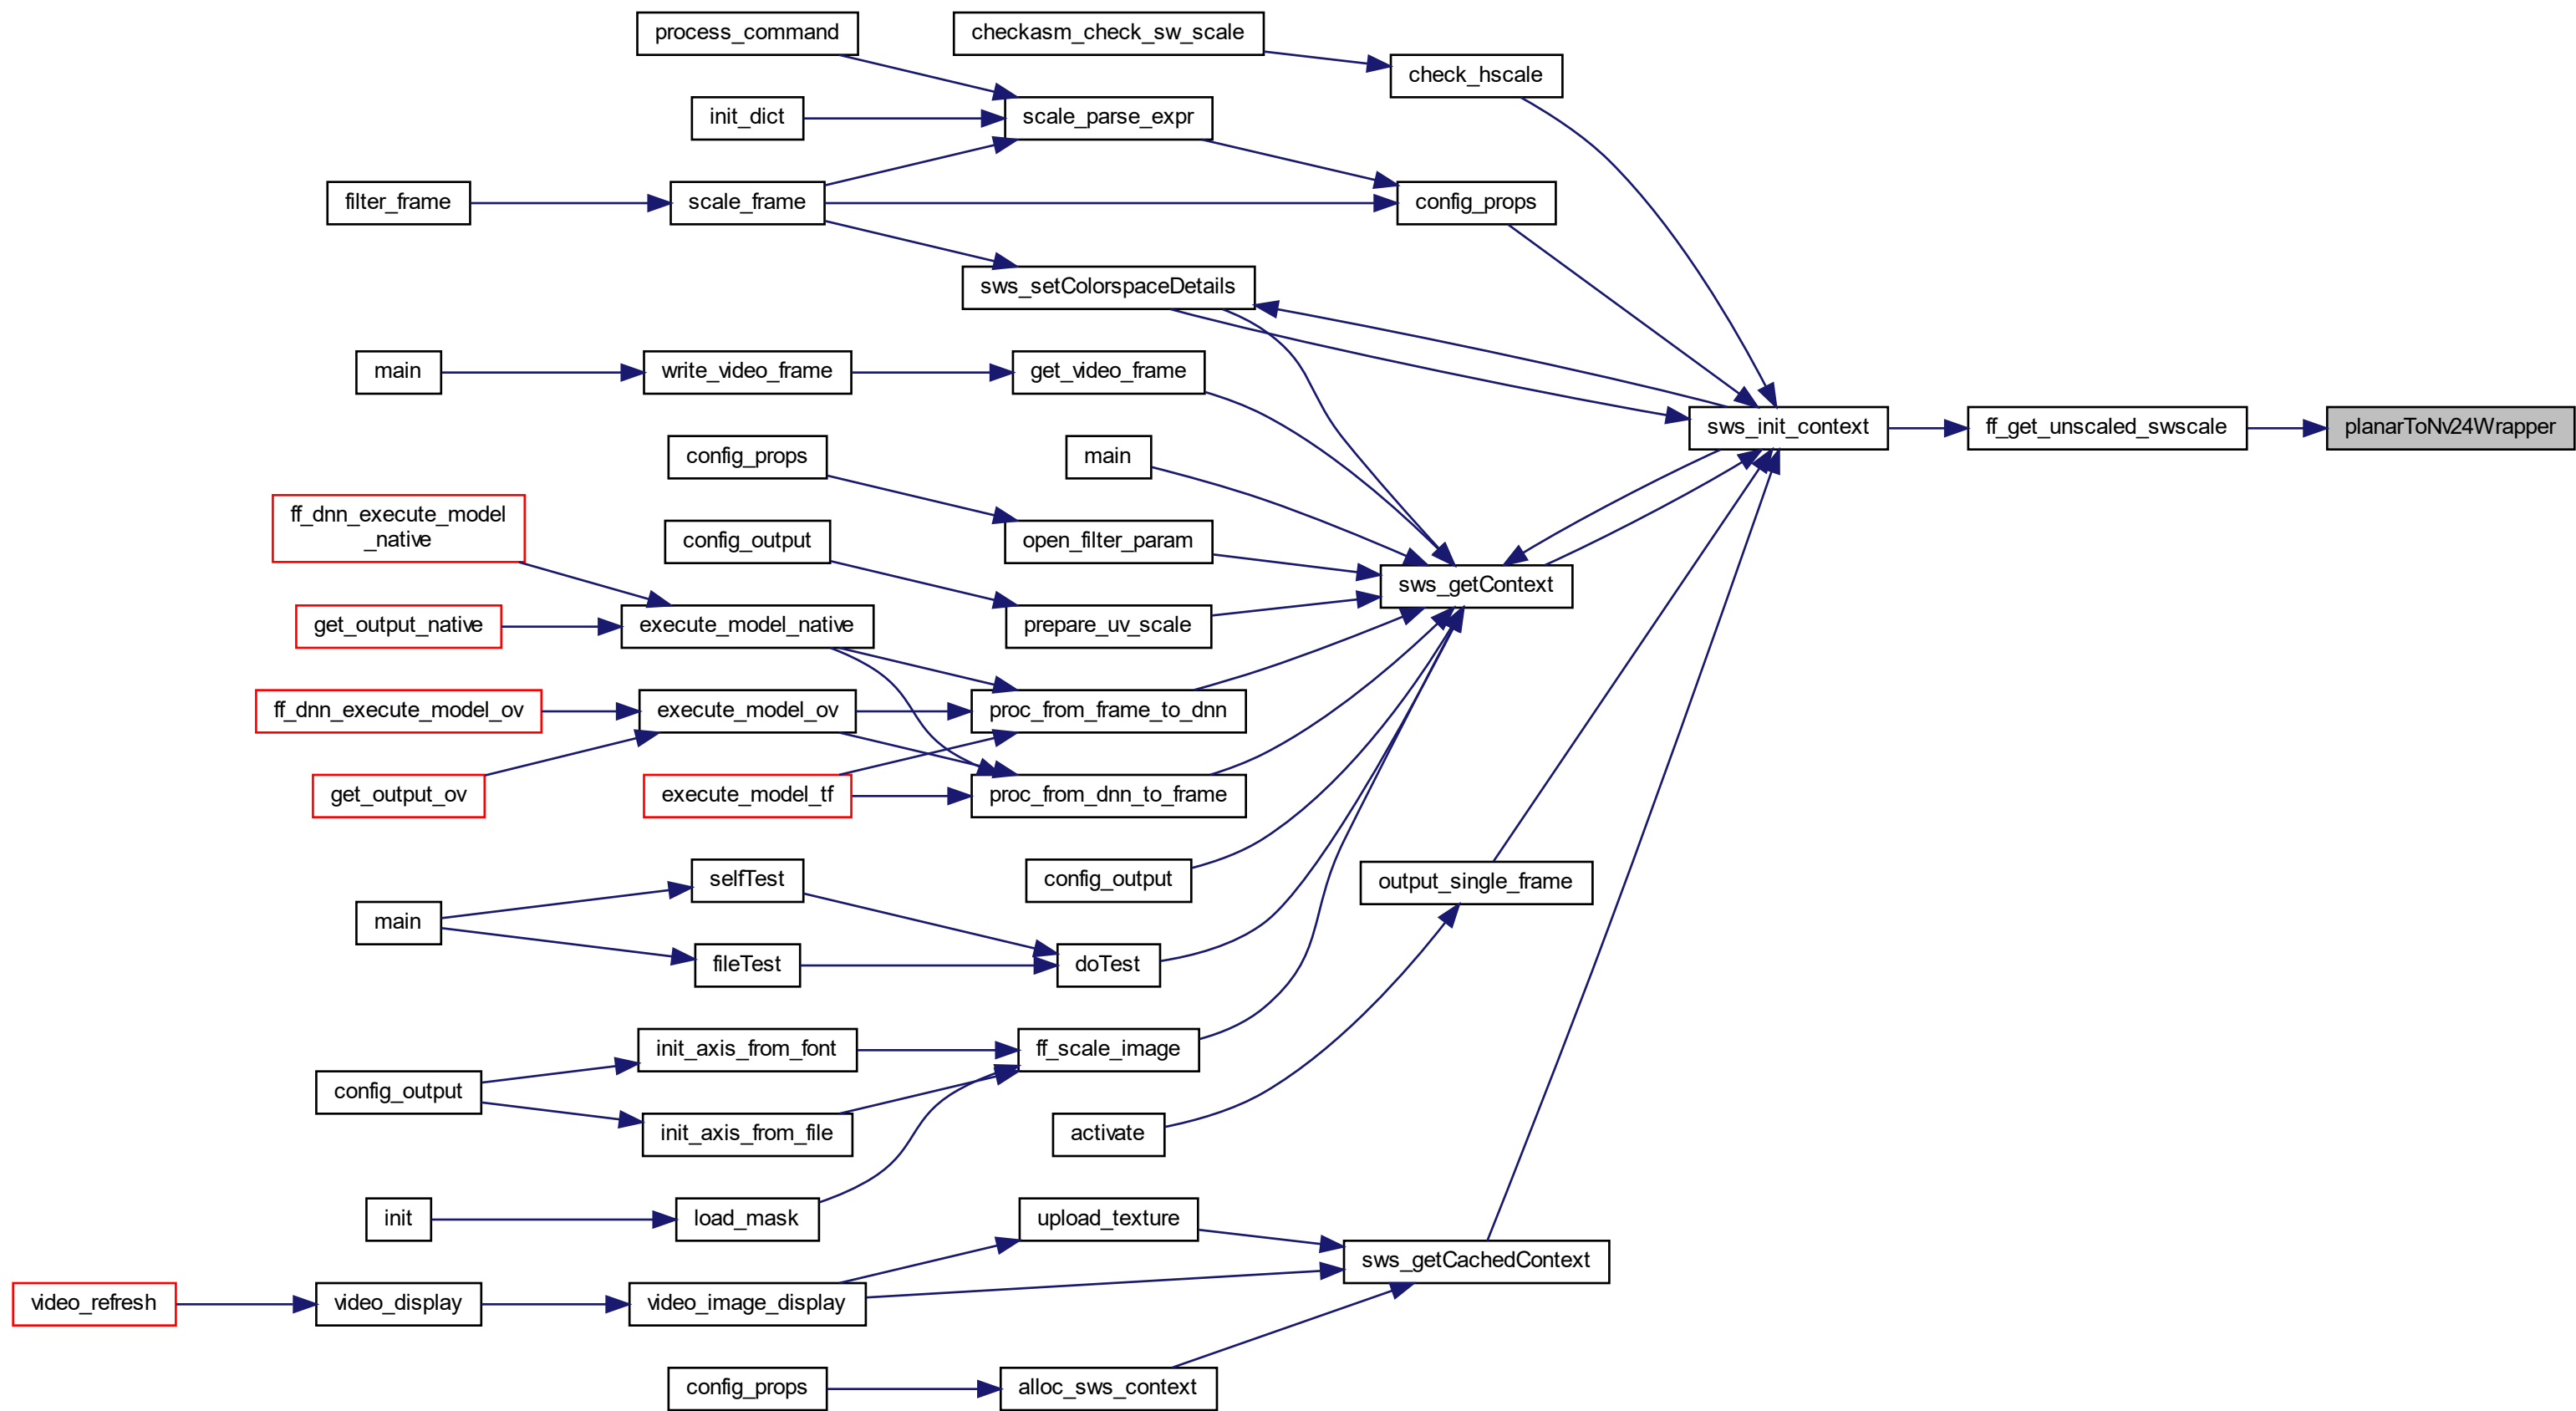 process_command
checkasm_check_sw_scale
check_hscale
init_dict
scale_parse_expr
filter_frame
scale_frame
config_props
sws_setColorspaceDetails
main
write_video_frame
get_video_frame
sws_init_context
ff_get_unscaled_swscale
planarToNv24Wrapper
config_props
main
ff_dnn_execute_model
_native
config_output
open_filter_param
sws_getContext
get_output_native
execute_model_native
prepare_uv_scale
ff_dnn_execute_model_ov
execute_model_ov
proc_from_frame_to_dnn
get_output_ov
execute_model_tf
proc_from_dnn_to_frame
selfTest
config_output
output_single_frame
main
fileTest
doTest
init_axis_from_font
ff_scale_image
config_output
init_axis_from_file
activate
init
load_mask
upload_texture
sws_getCachedContext
video_refresh
video_display
video_image_display
config_props
alloc_sws_context